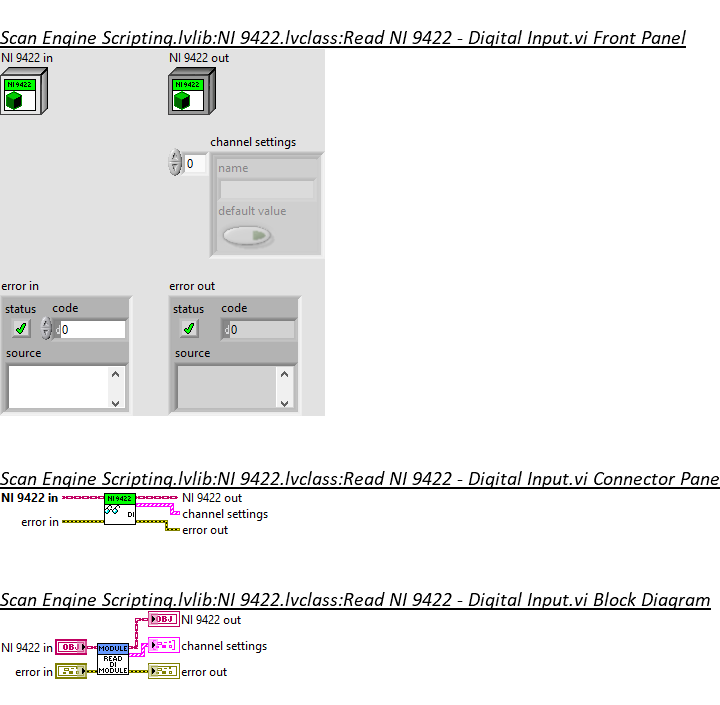 Scan Engine Scripting.lvlib:NI 9422.lvclass:Read NI 9422 - Digital Input.vi Front Panel
NI 9422 in NI 9422 out
NI 9422 NI 9422
channel settings
0
name
default value
error in error out
status code status code
d 0 d 0
source source
Scan Engine Scripting.lvlib:NI 9422.lvclass:Read NI 9422 - Digital Input.vi Connector Pane
NI 9422 in NI 9422 NI 9422 out
channel settings
error in DI error out
Scan Engine Scripting.lvlib:NI 9422.lvclass:Read NI 9422 - Digital Input.vi Block Diagram
OBJ NI 9422 out
NI 9422 in OBJ MODULE channel settings
error in READ DI MODULE error out